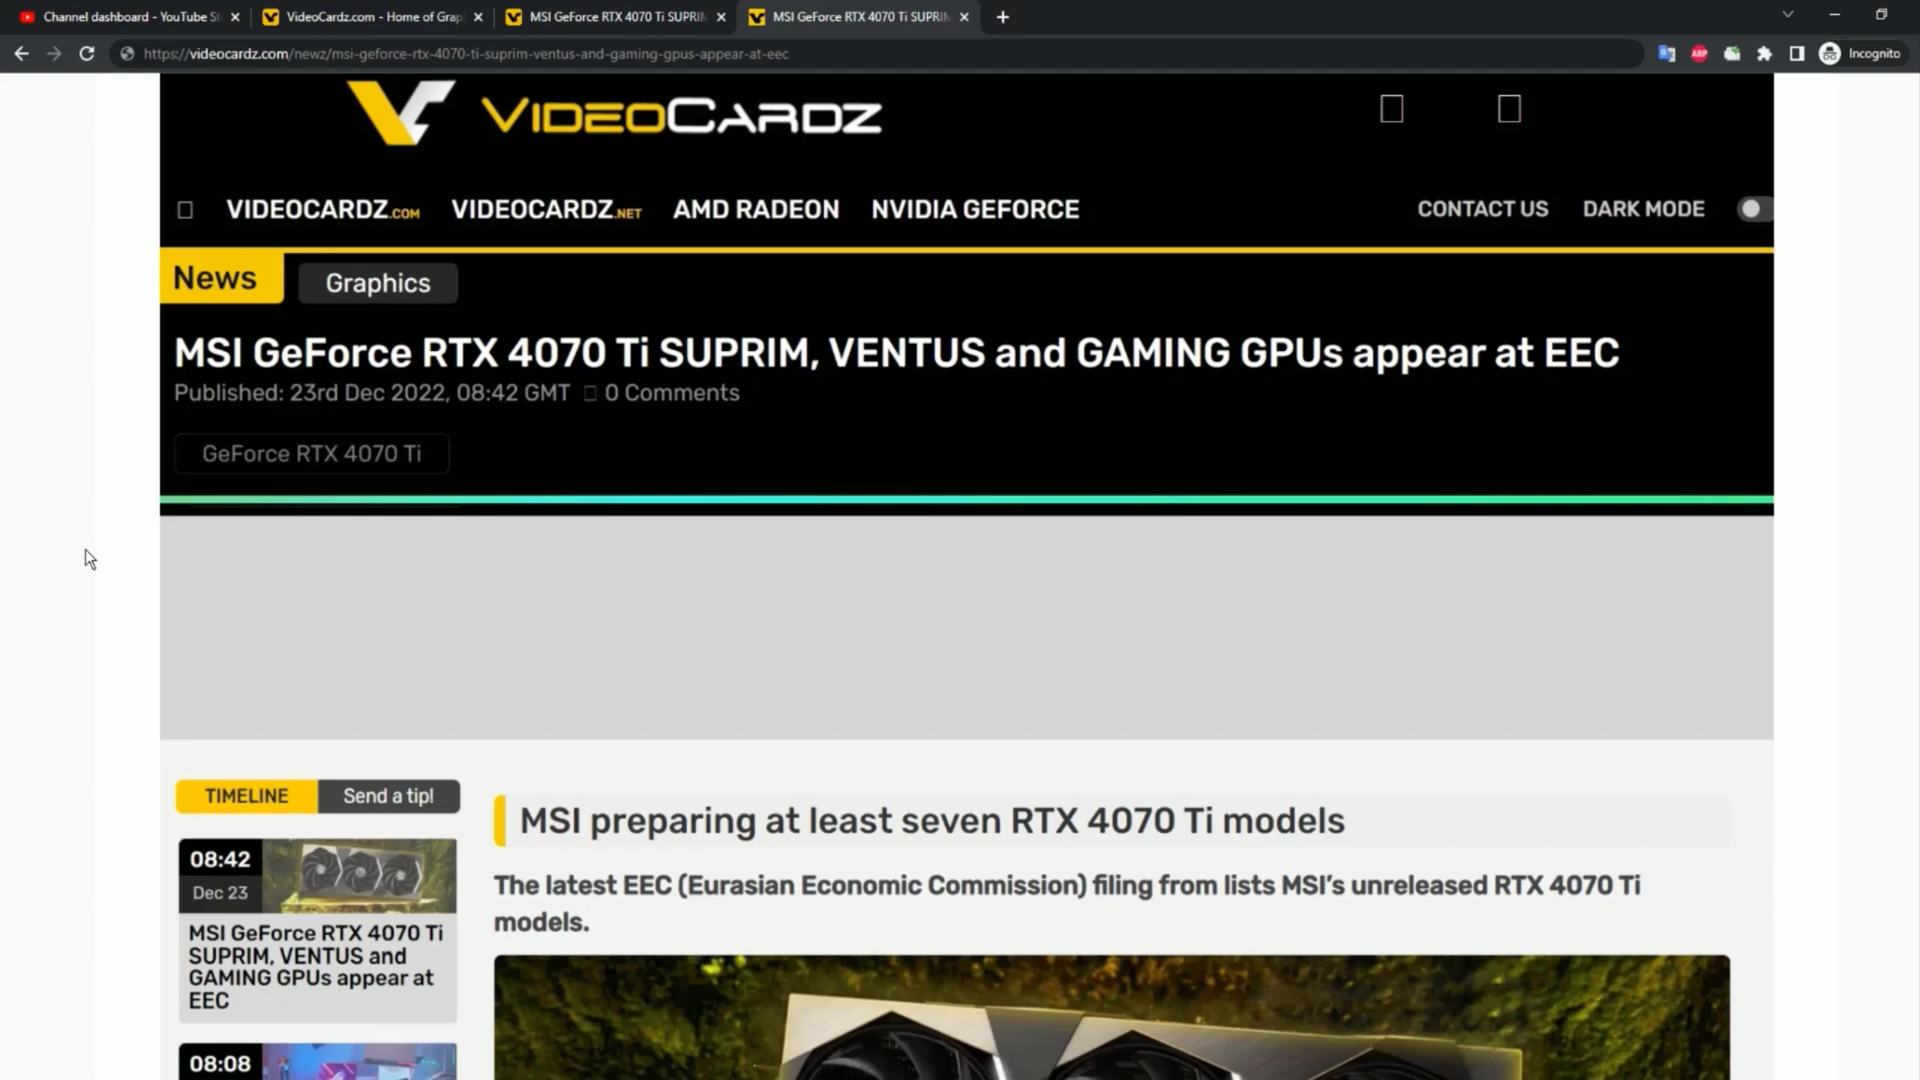 Channel dashboard - YouTube St
VideoCardz.com - Home of Grap
MSI GeForce RTX 4070 Ti SUPRIM
MSI GeForce RTX 4070 Ti SUPRIM
https://videocardz.com/newz/msi-geforce-rtx-4070-ti-suprim-ventus-and-gaming-gpus-appear-at-eec
ABP
Incognito
VIDEOCARDZ
VIDEOCARDZ.COM
VIDEOCARDZ.NET
AMD RADEON
NVIDIA GEFORCE
CONTACT US
DARK MODE
News
Graphics
MSI GeForce RTX 4070 Ti SUPRIM, VENTUS and GAMING GPUs appear at EEC
Published: 23rd Dec 2022, 08:42 GMT 0 Comments
GeForce RTX 4070 Ti
TIMELINE
Send a tip!
08:42
Dec 23
MSI GeForce RTX 4070 Ti
SUPRIM, VENTUS and
GAMING GPUs appear at
EEC
08:08
MSI preparing at least seven RTX 4070 Ti models
The latest EEC (Eurasian Economic Commission) filing from lists MSI's unreleased RTX 4070 Ti
models.